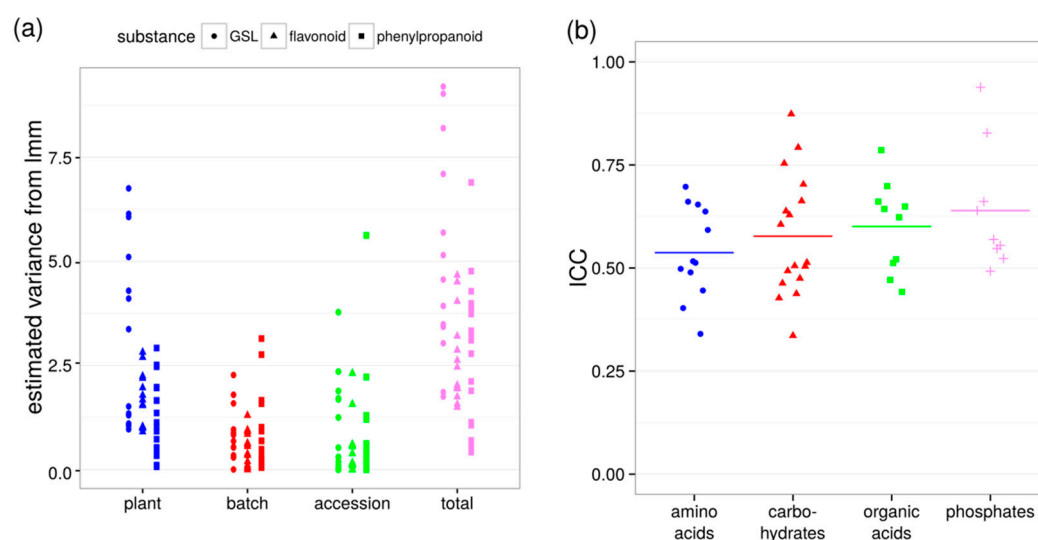 (a)
substance GSL flavonoid phenylpropanoid
estimated variance from lmm
7.5
5.0
2.5
0.0
plant batch accession total
(b)
ICC
1.00
0.75
0.50
0.25
0.00
amino carbo- organic phosphates
acids hydrates acids